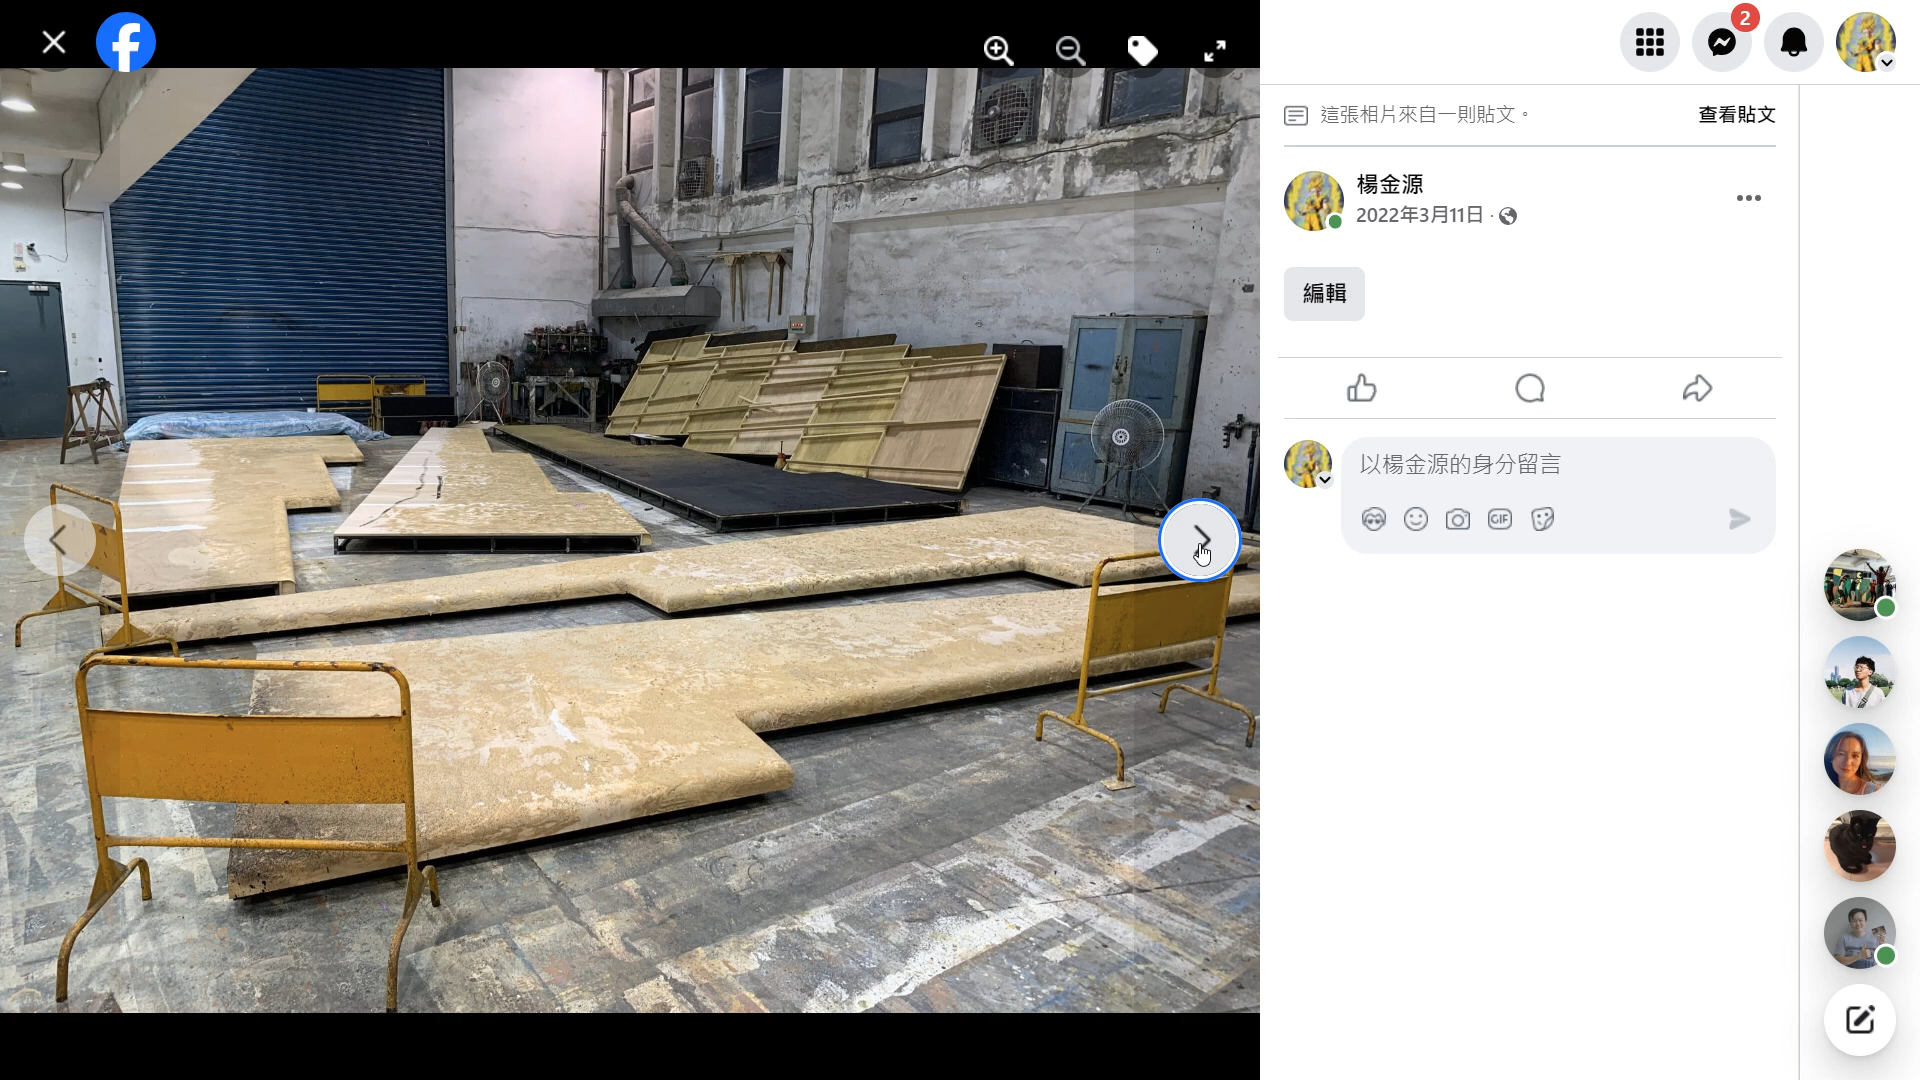 2
這張相片來自一則貼文。
查看貼文
楊金源
2022年3月11日 ·
編輯
以楊金源的身分留言
GIF